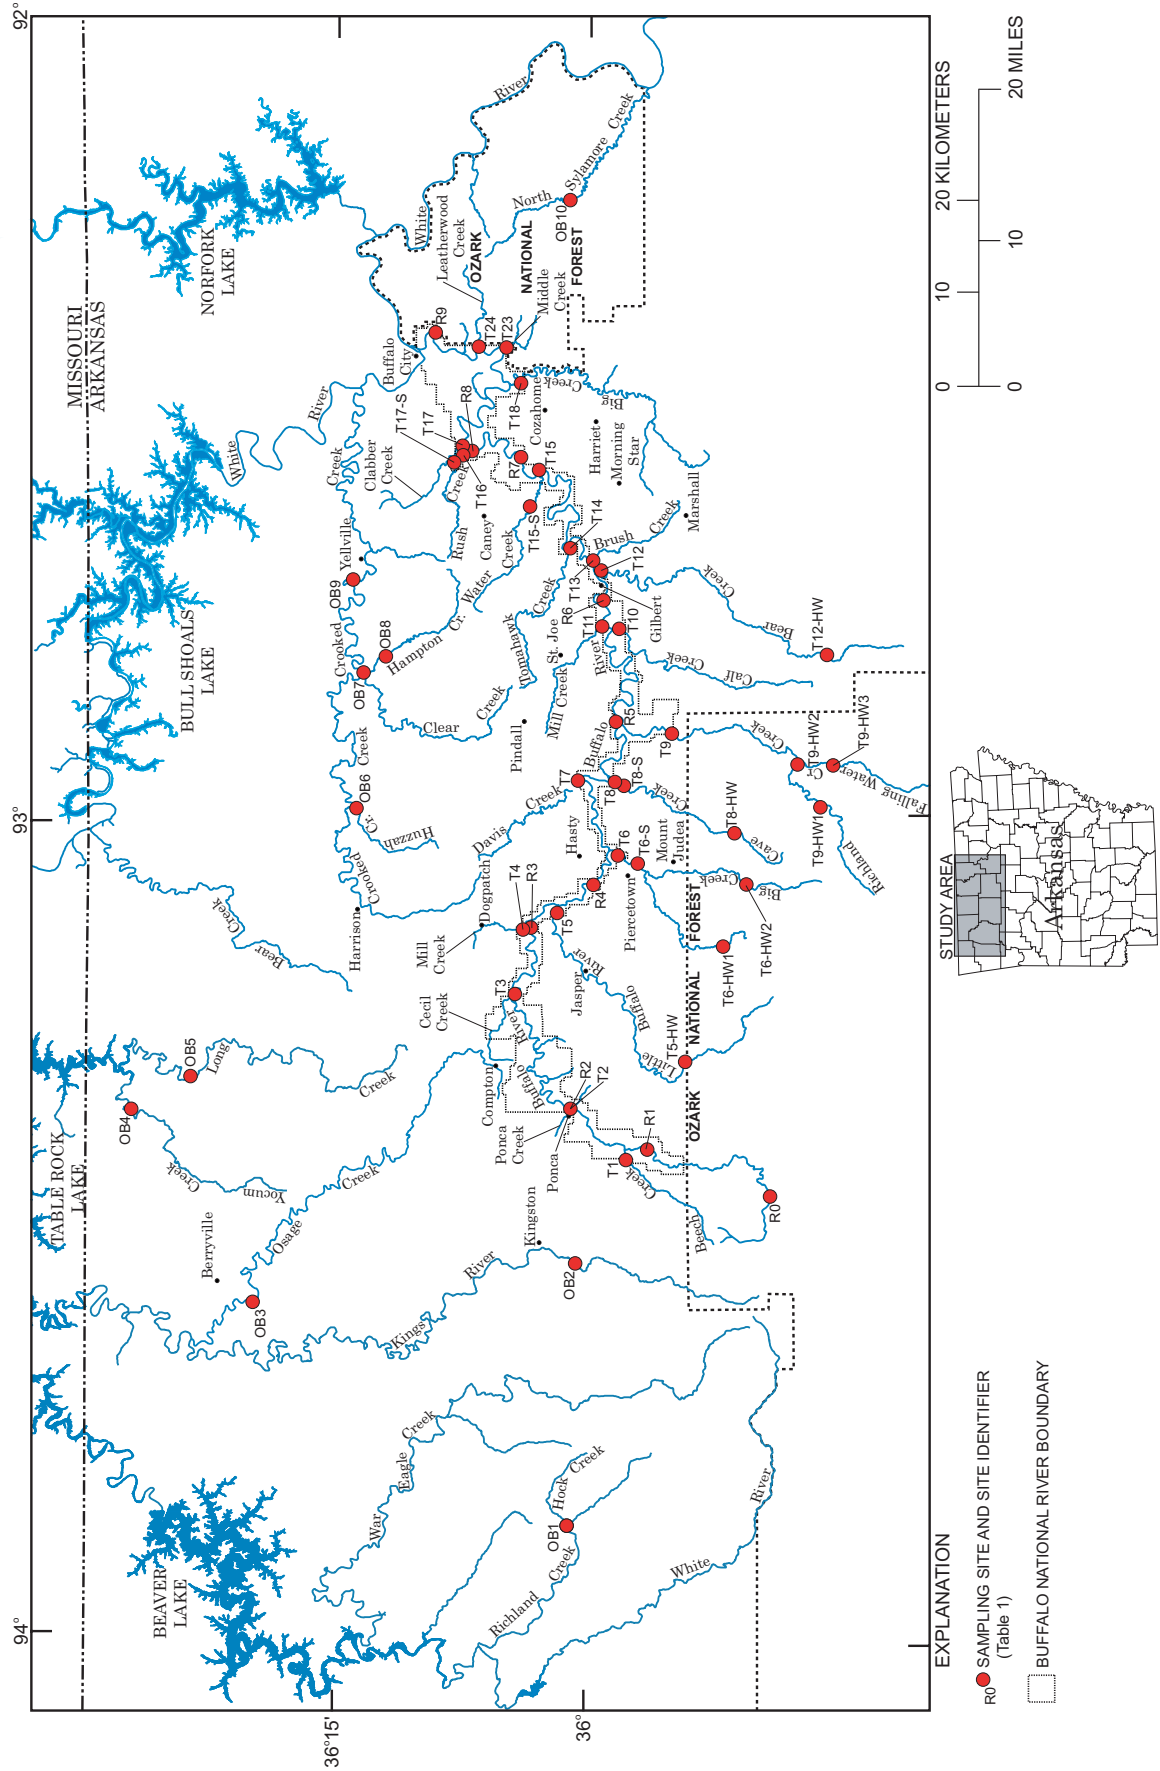 94°
93°
92°
36°15'
36°
MISSOURI
ARKANSAS
BEAVER
LAKE
TABLE ROCK
LAKE
BULL SHOALS
LAKE
NORFORK
LAKE
War
Eagle
Creek
Richland
Creek
Hock
Creek
OB1
White
River
Kings
River
Kingston
OB2
Berryville
OB3
Osage
Creek
Yocum
Creek
OB4
OB5
Long
Creek
Bear
Creek
Harrison
Crooked
Cr.
Huzzah
OB6
Creek
Crooked
Creek
OB7
OB8
Hampton
Cr.
Clear
Creek
OB9
Yellville
White
River
Clabber
Creek
Rush
Creek
Caney
Water
Creek
Tomahawk
Creek
Pindall
Mill Creek
St. Joe
Davis
Creek
Dogpatch
Mill
Creek
Cecil
Creek
Compton
Ponca
Creek
Ponca
Buffalo
River
R0
Beech
Creek
T1
R1
R2
T2
T3
T4
R3
T5
R4
Hasty
Jasper
Little
Buffalo
River
T5-HW
OZARK
NATIONAL
FOREST
Piercetown
T6
T6-S
Mount
Judea
Big
Creek
T6-HW1
T6-HW2
T7
T8
T8-S
Cave
Creek
T8-HW
T9-HW1
Richland
Creek
T9-HW2
T9-HW3
Falling Water
Cr
T9
R5
Buffalo
River
Calf
Creek
T10
T11
R6
Gilbert
Bear
Creek
T12-HW
T12
T13
Brush
Creek
T14
Marshall
Morning
Star
Harriet
Big
Creek
T15
T15-S
R7
T16
T17
T17-S
R8
T18
Cozahome
T23
T24
Middle
Creek
Leatherwood
Creek
R9
Buffalo
City
White
River
OZARK
NATIONAL
FOREST
North
Sylamore
Creek
OB10
EXPLANATION
R0 SAMPLING SITE AND SITE IDENTIFIER
(Table 1)
BUFFALO NATIONAL RIVER BOUNDARY
STUDY AREA
Arkansas
0 10 20 KILOMETERS
0 10 20 MILES